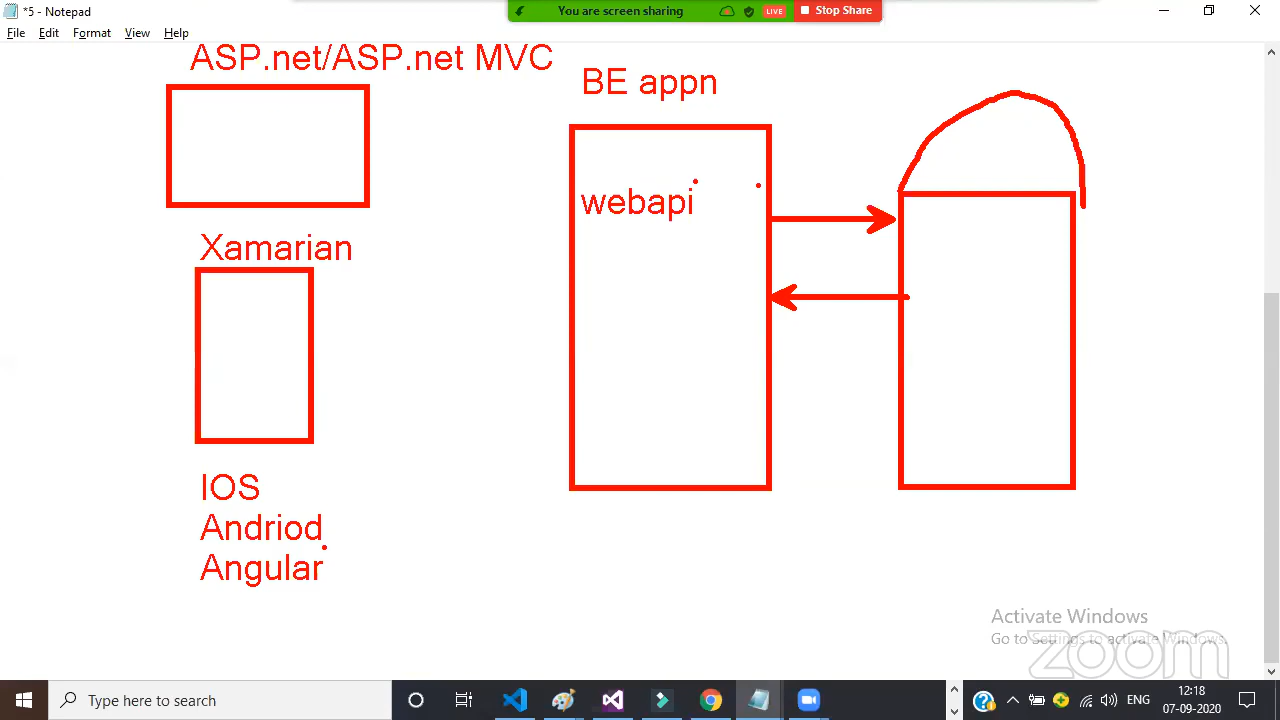 *5 - Notepad
You are screen sharing
LIVE
Stop Share
File Edit Format View Help
ASP.net/ASP.net MVC
BE appn
webapi
Xamarian
IOS
Andriod
Angular
Activate Windows
Go to Settings to activate Windows.
zoom
Type here to search
ENG
12:18
07-09-2020